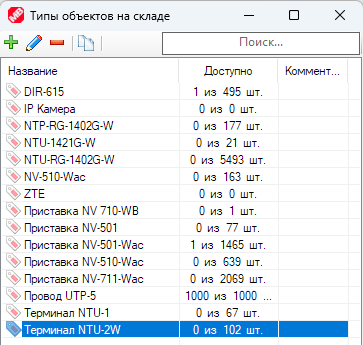 Типы объектов на складе
Поиск...
Название Доступно Коммент...
DIR-615 1 из 495 шт.
IP Камера 0 из 0 шт.
NTP-RG-1402G-W 0 из 177 шт.
NTU-1421G-W 0 из 21 шт.
NTU-RG-1402G-W 0 из 5493 шт.
NV-510-Wac 0 из 163 шт.
ZTE 0 из 0 шт.
Приставка NV 710-WB 0 из 1 шт.
Приставка NV-501 0 из 77 шт.
Приставка NV-501-Wac 1 из 1465 шт.
Приставка NV-510-Wac 0 из 639 шт.
Приставка NV-711-Wac 0 из 2069 шт.
Провод UTP-5 1000 из 1000 ...
Терминал NTU-1 0 из 67 шт.
Терминал NTU-2W 0 из 102 шт.